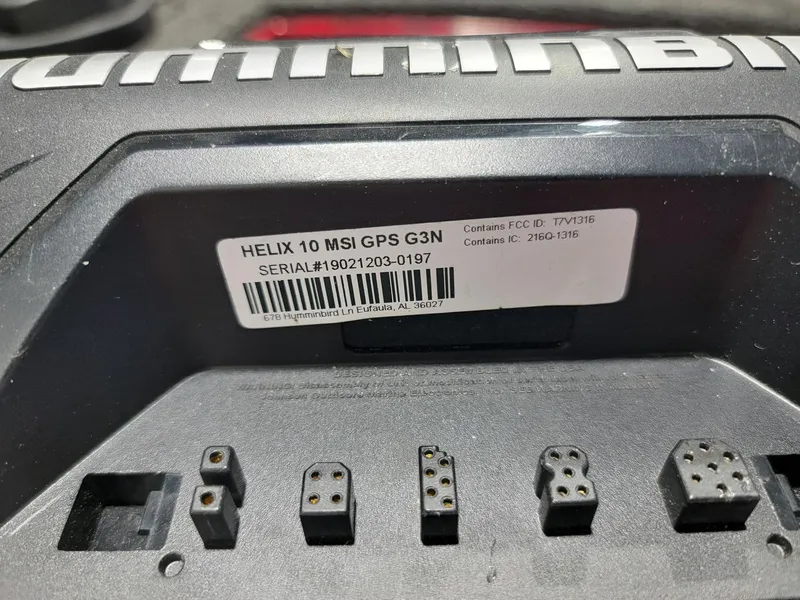 UMMINBI
HELIX 10 MSI GPS G3N
SERIAL#19021203-0197
678 Humminbird Ln Eufaula, AL 36027
Contains FCC ID: T7V1316
Contains IC: 216Q-1316